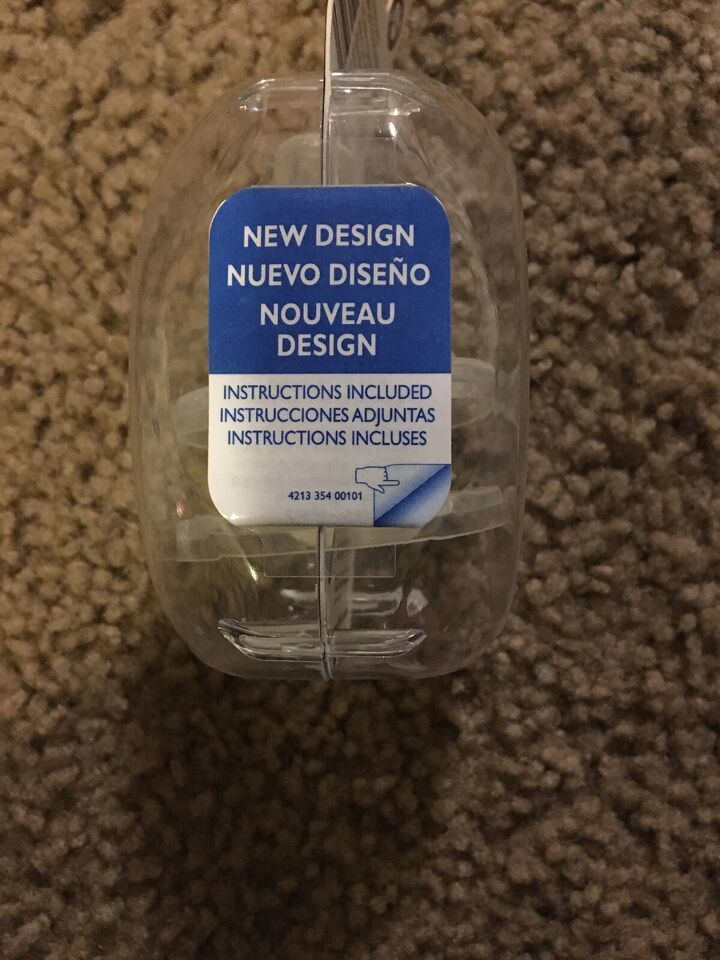 NEW DESIGN
NUEVO DISEÑO
NOUVEAU
DESIGN
INSTRUCTIONS INCLUDED
INSTRUCCIONES ADJUNTAS
INSTRUCTIONS INCLUSES
4213 354 00101